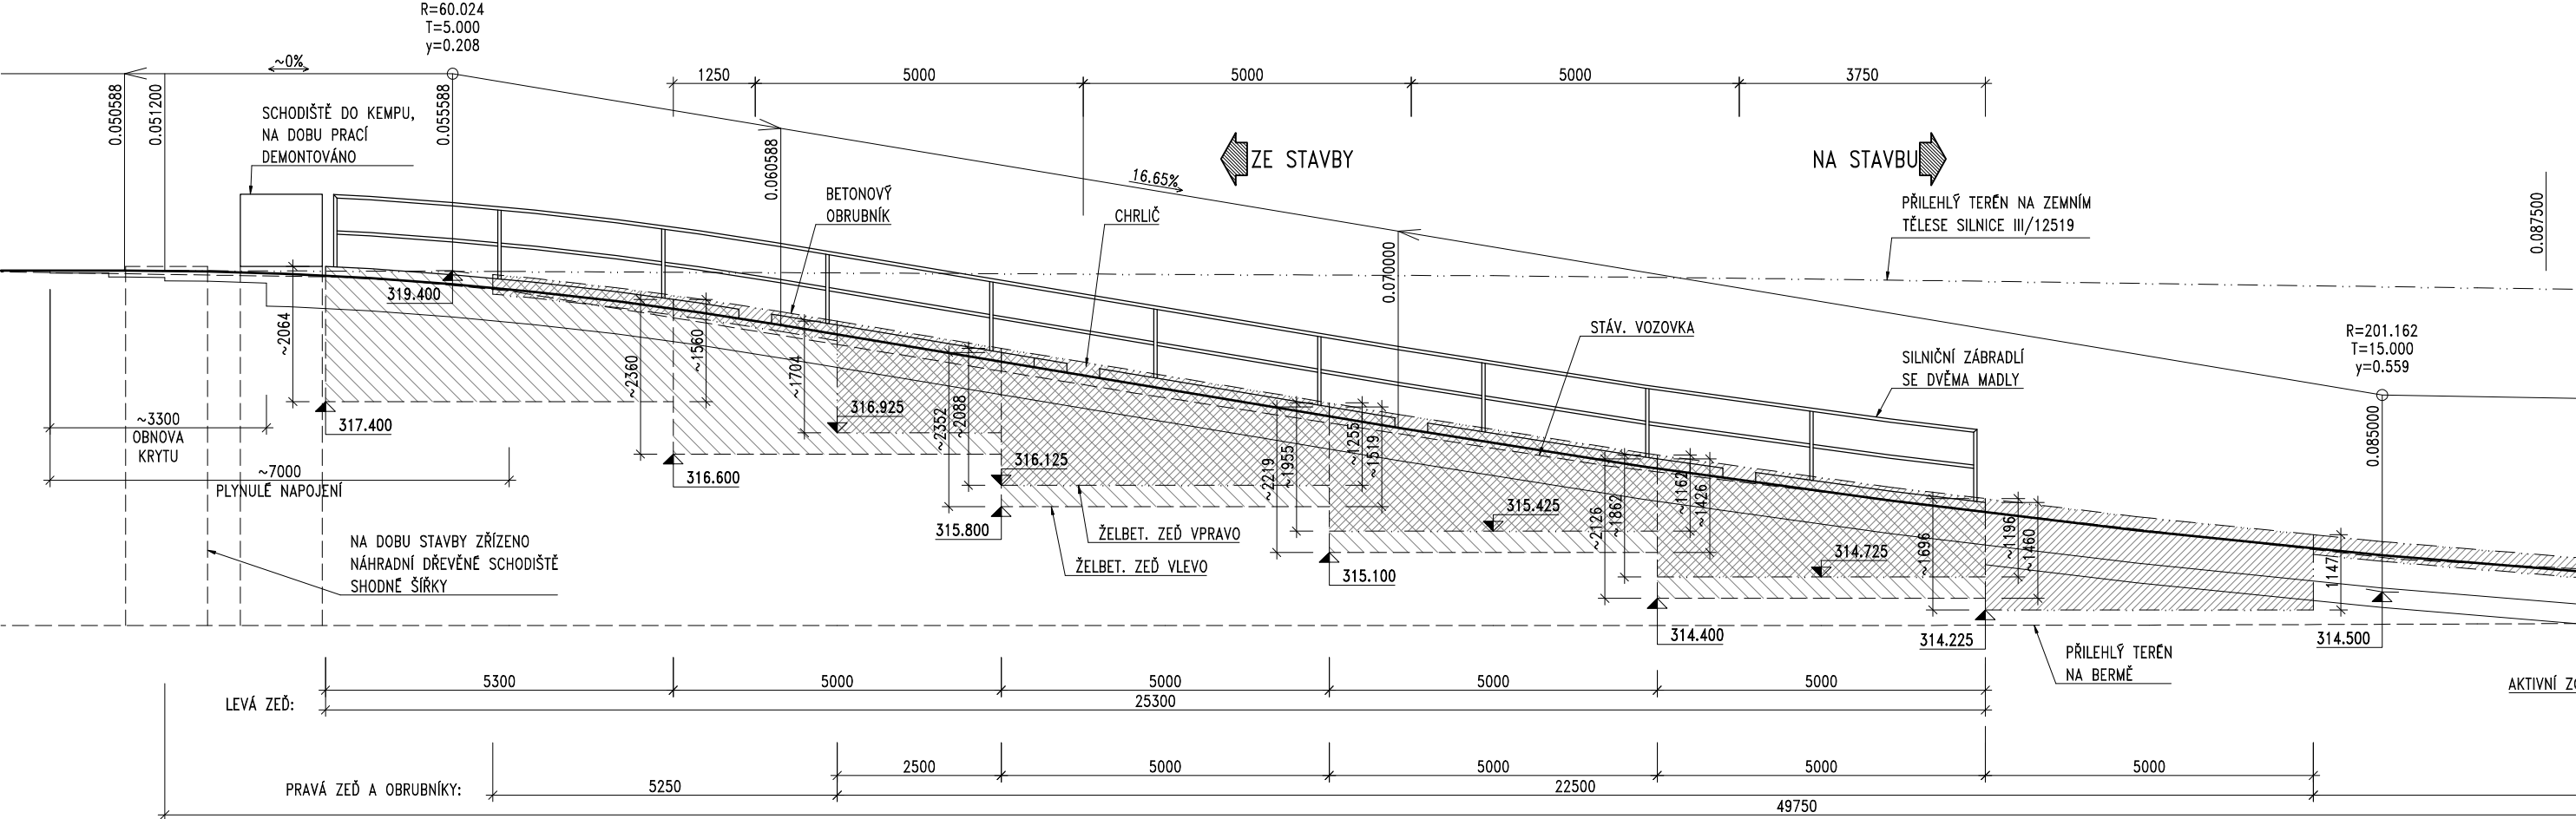 R=60.024
T=5.000
y=0.208
~0%
0.050588
0.051200
0.055588
0.060588
0.070000
0.087500
0.085000
1250
5000
5000
5000
3750
SCHODIŠTĚ DO KEMPU,
NA DOBU PRACÍ
DEMONTOVÁNO
ZE STAVBY
NA STAVBU
16.65%
BETONOVÝ
OBRUBNÍK
CHRLIČ
PŘILEHLÝ TERÉN NA ZEMNÍM
TĚLESE SILNICE III/12519
STÁV. VOZOVKA
SILNIČNÍ ZÁBRADLÍ
SE DVĚMA MADLY
R=201.162
T=15.000
y=0.559
319.400
~2064
~2360
~1560
~1704
~2352
~2088
~2219
~1955
~1255
~1519
~2126
~1862
~1162
~1426
~1696
~1196
~1460
1147
317.400
316.925
316.600
316.125
315.800
315.425
315.100
314.725
314.400
314.225
314.500
~3300
OBNOVA
KRYTU
~7000
PLYNULÉ NAPOJENÍ
NA DOBU STAVBY ZŘÍZENO
NÁHRADNÍ DŘEVĚNÉ SCHODIŠTĚ
SHODNÉ ŠÍŘKY
ŽELBET. ZEĎ VPRAVO
ŽELBET. ZEĎ VLEVO
PŘILEHLÝ TERÉN
NA BERMĚ
LEVÁ ZEĎ:
5300
5000
5000
5000
5000
25300
PRAVÁ ZEĎ A OBRUBNÍKY:
2500
5000
5000
5000
5000
5250
22500
49750
AKTIVNÍ